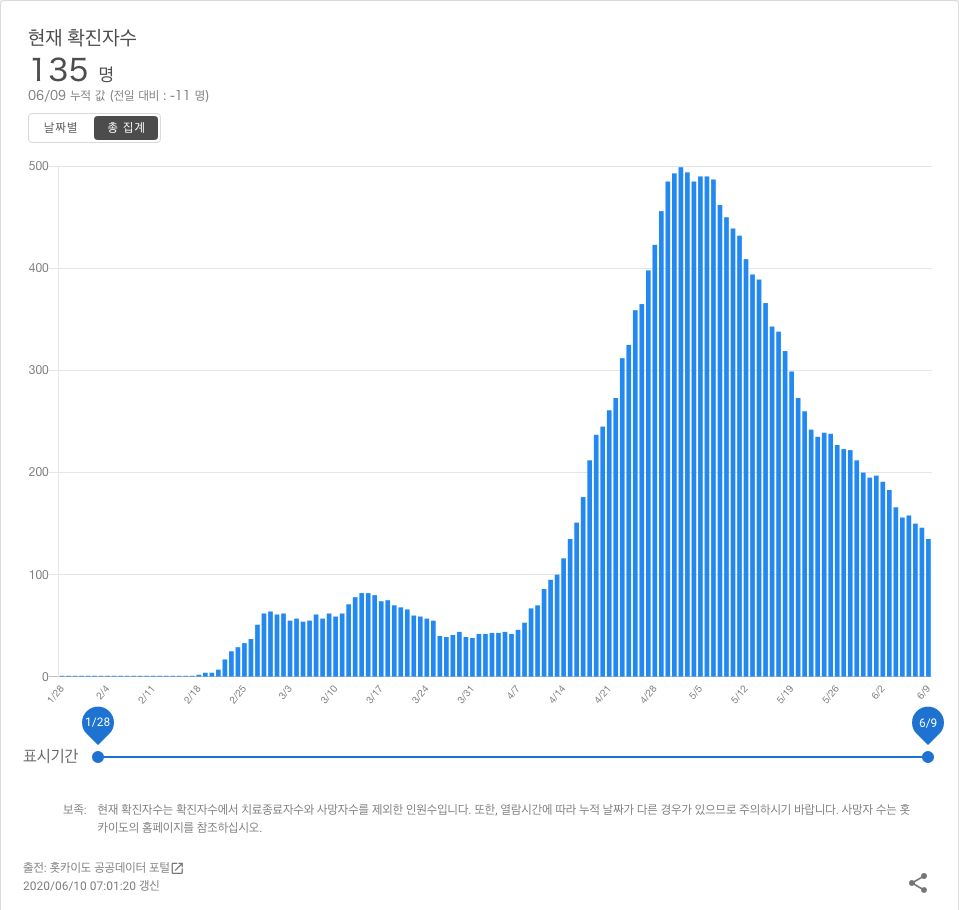 현재 확진자수
135 명
06/09 누적 값 (전일 대비 : -11 명)
날짜별 총 집계
500
400
300
200
100
0
1/28 2/4 2/11 2/18 2/25 3/3 3/10 3/17 3/24 3/31 4/7 4/14 4/21 4/28 5/5 5/12 5/19 5/26 6/2 6/9
1/28 6/9
표시기간
보족: 현재 확진자수는 확진자수에서 치료종료자수와 사망자수를 제외한 인원수입니다. 또한, 열람시간에 따라 누적 날짜가 다른 경우가 있으므로 주의하시기 바랍니다. 사망자 수는 홋
카이도의 홈페이지를 참조하십시오.
출전: 홋카이도 공공데이터 포털
2020/06/10 07:01:20 갱신